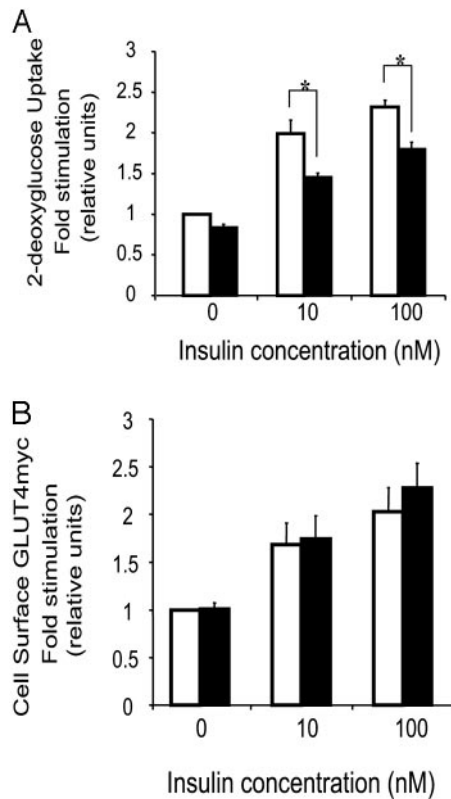 A
2-deoxyglucose Uptake
Fold stimulation
(relative units)
3
2.5
2
1.5
1
0.5
0
*
*
0 10 100
Insulin concentration (nM)
B
Cell Surface GLUT4myc
Fold stimulation
(relative units)
3
2.5
2
1.5
1
0.5
0
0 10 100
Insulin concentration (nM)